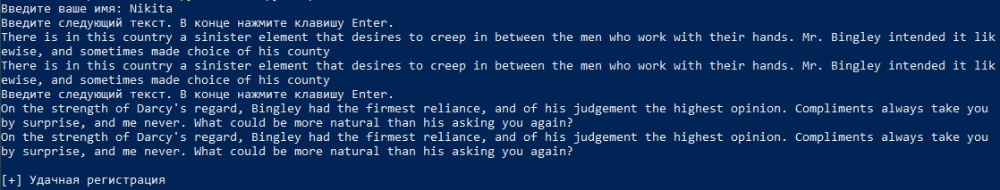 Введите ваше имя: Nikita
Введите следующий текст. В конце нажмите клавишу Enter.
There is in this country a sinister element that desires to creep in between the men who work with their hands. Mr. Bingley intended it lik
ewise, and sometimes made choice of his county
There is in this country a sinister element that desires to creep in between the men who work with their hands. Mr. Bingley intended it lik
ewise, and sometimes made choice of his county
Введите следующий текст. В конце нажмите клавишу Enter.
On the strength of Darcy's regard, Bingley had the firmest reliance, and of his judgement the highest opinion. Compliments always take you
by surprise, and me never. What could be more natural than his asking you again?
On the strength of Darcy's regard, Bingley had the firmest reliance, and of his judgement the highest opinion. Compliments always take you
by surprise, and me never. What could be more natural than his asking you again?
[+] Удачная регистрация